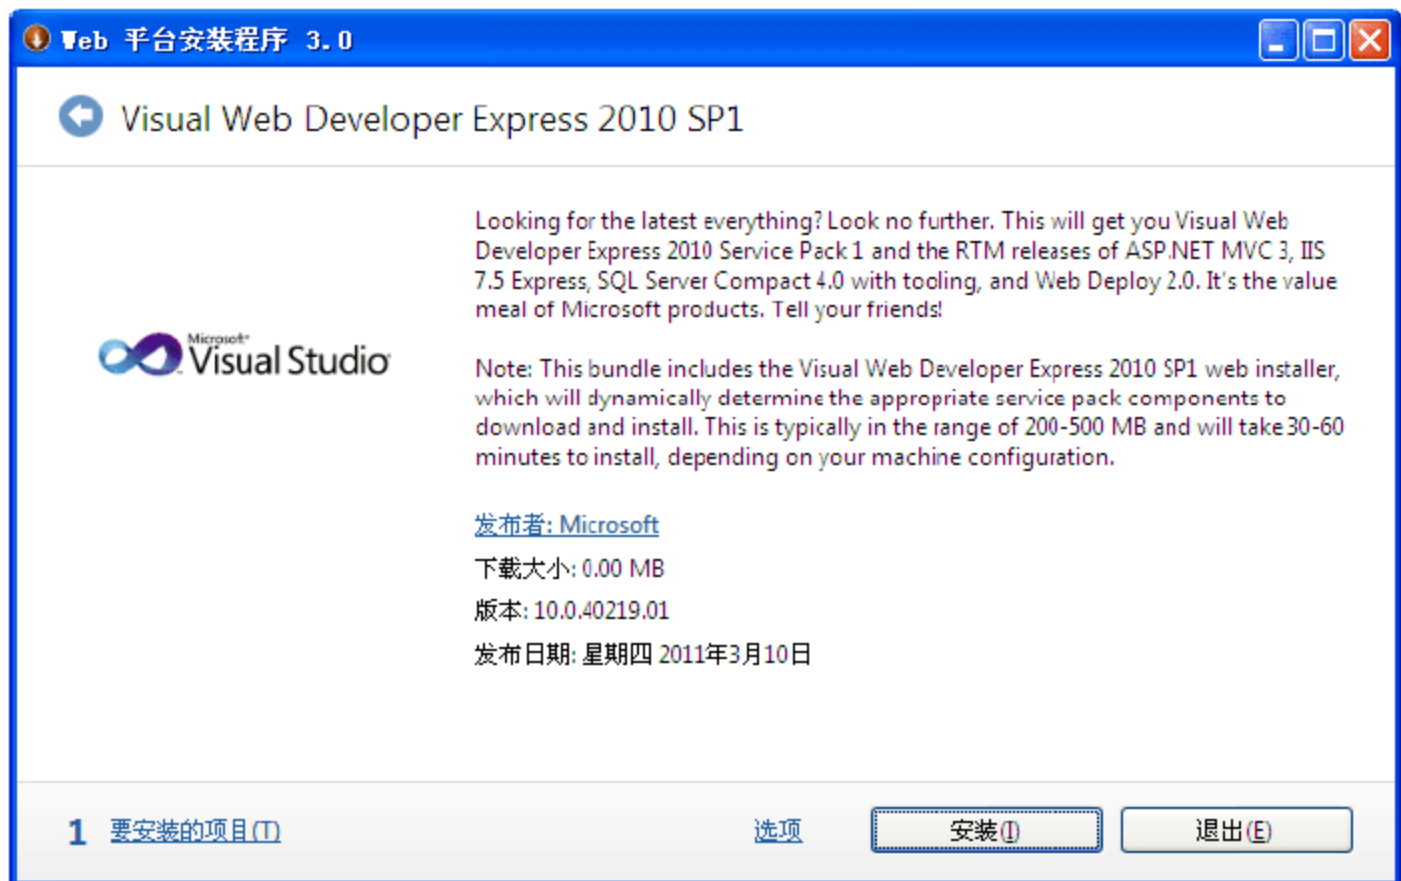 Web 平台安装程序 3.0
Visual Web Developer Express 2010 SP1
Looking for the latest everything? Look no further. This will get you Visual Web
Developer Express 2010 Service Pack 1 and the RTM releases of ASP.NET MVC 3, IIS
7.5 Express, SQL Server Compact 4.0 with tooling, and Web Deploy 2.0. It's the value
meal of Microsoft products. Tell your friends!
Microsoft
Visual Studio
Note: This bundle includes the Visual Web Developer Express 2010 SP1 web installer,
which will dynamically determine the appropriate service pack components to
download and install. This is typically in the range of 200-500 MB and will take 30-60
minutes to install, depending on your machine configuration.
发布者: Microsoft
下载大小: 0.00 MB
版本: 10.0.40219.01
发布日期: 星期四 2011年3月10日
1 要安装的项目(T) 选项 安装(I) 退出(E)